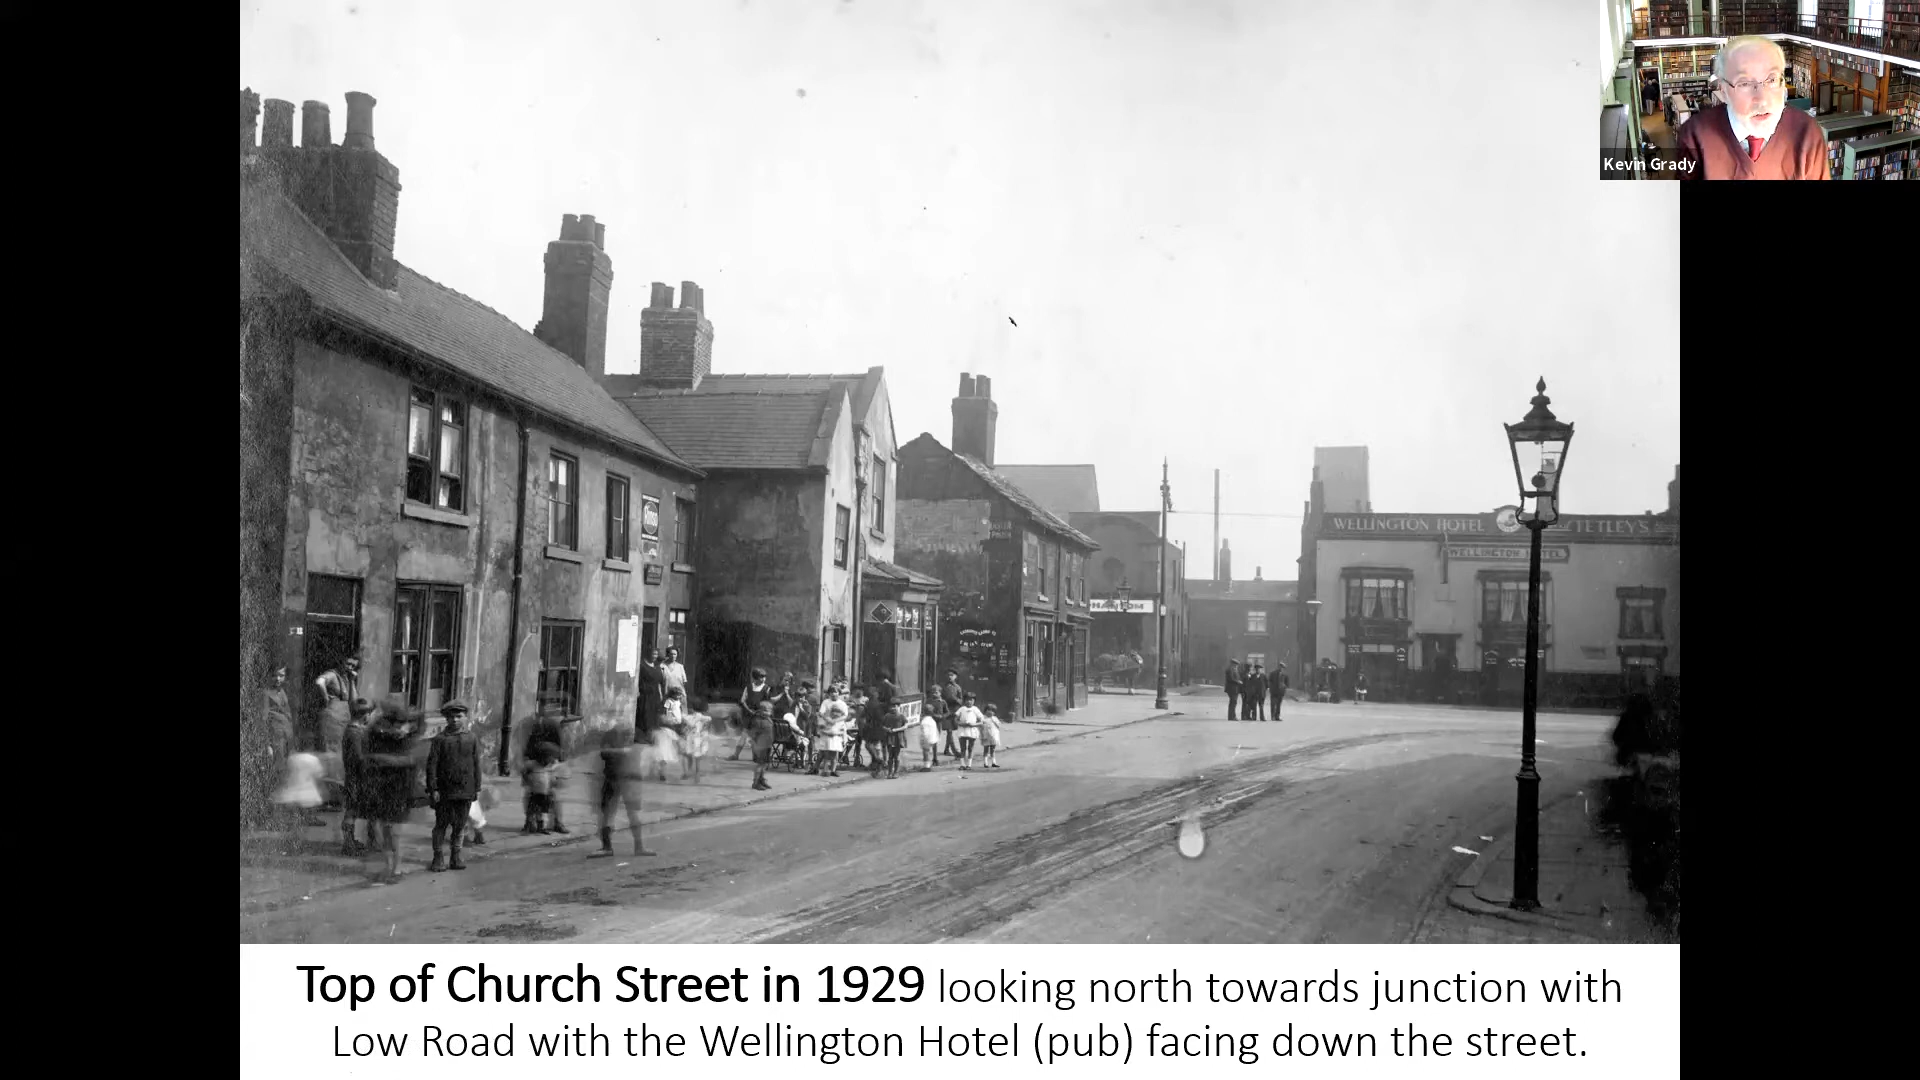 Kevin Grady
WELLINGTON HOTEL
TETLEY'S
WELLINGTON HOTEL
Top of Church Street in 1929 looking north towards junction with
Low Road with the Wellington Hotel (pub) facing down the street.